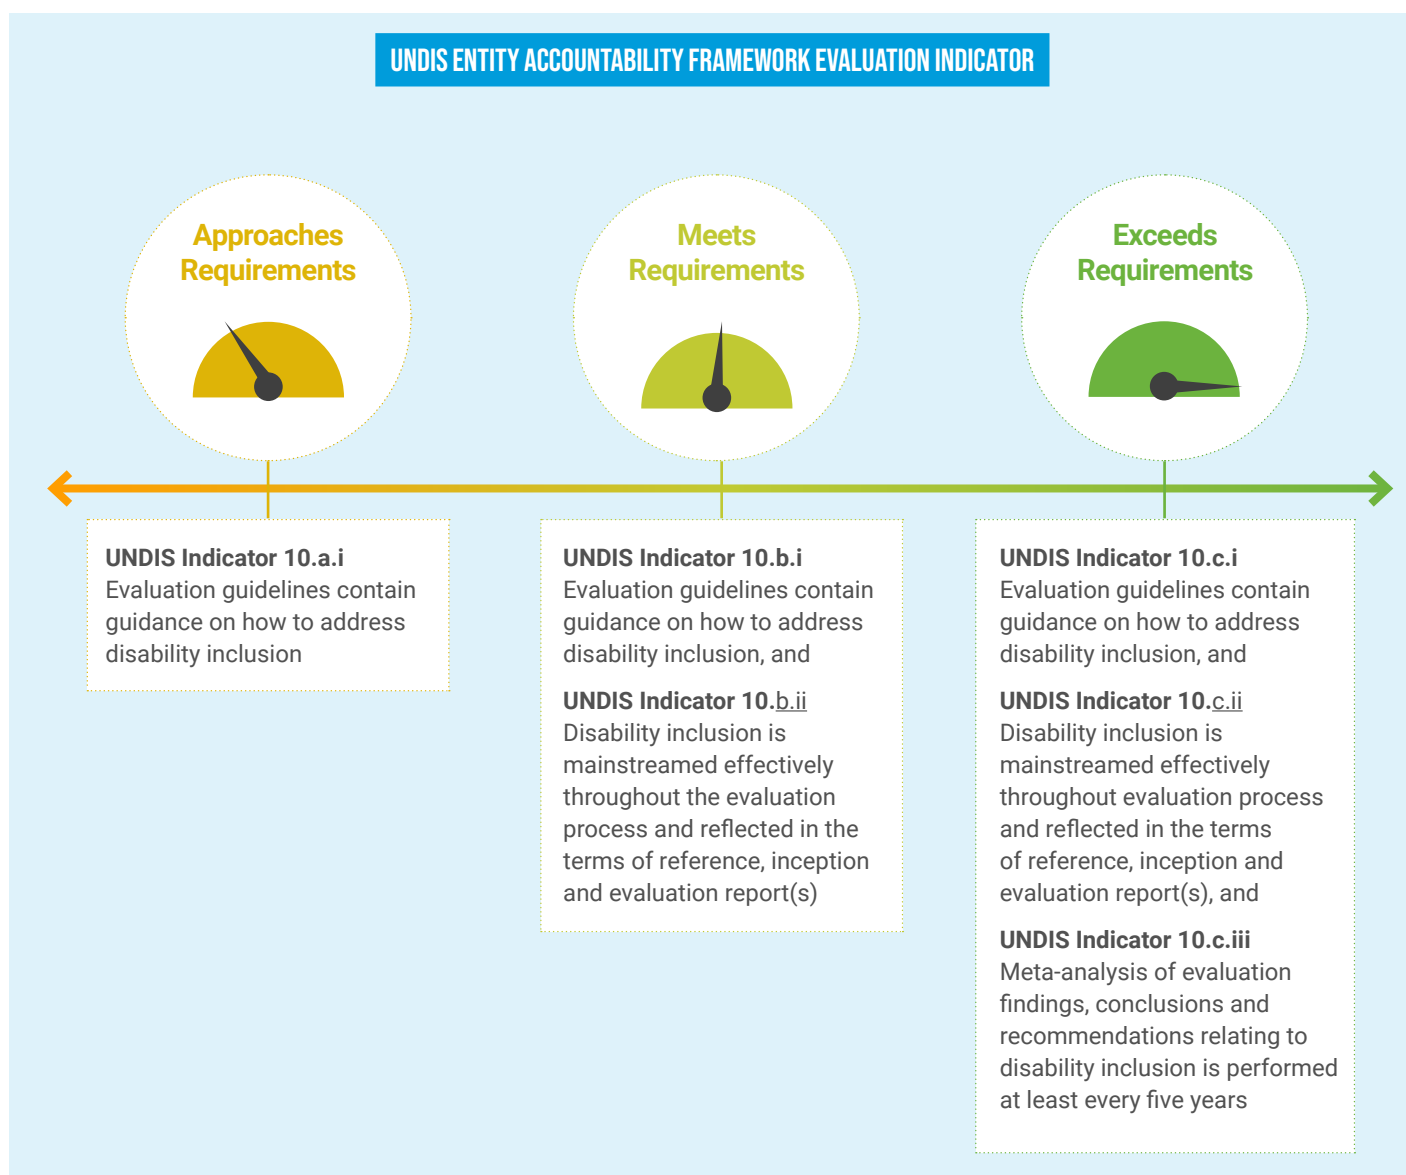 UNDIS ENTITY ACCOUNTABILITY FRAMEWORK EVALUATION INDICATOR
Approaches
Requirements
Meets
Requirements
Exceeds
Requirements
UNDIS Indicator 10.a.i
Evaluation guidelines contain
guidance on how to address
disability inclusion
UNDIS Indicator 10.b.i
Evaluation guidelines contain
guidance on how to address
disability inclusion, and
UNDIS Indicator 10.b.ii
Disability inclusion is
mainstreamed effectively
throughout the evaluation
process and reflected in the
terms of reference, inception
and evaluation report(s)
UNDIS Indicator 10.c.i
Evaluation guidelines contain
guidance on how to address
disability inclusion, and
UNDIS Indicator 10.c.ii
Disability inclusion is
mainstreamed effectively
throughout evaluation process
and reflected in the terms
of reference, inception and
evaluation report(s), and
UNDIS Indicator 10.c.iii
Meta-analysis of evaluation
findings, conclusions and
recommendations relating to
disability inclusion is performed
at least every five years